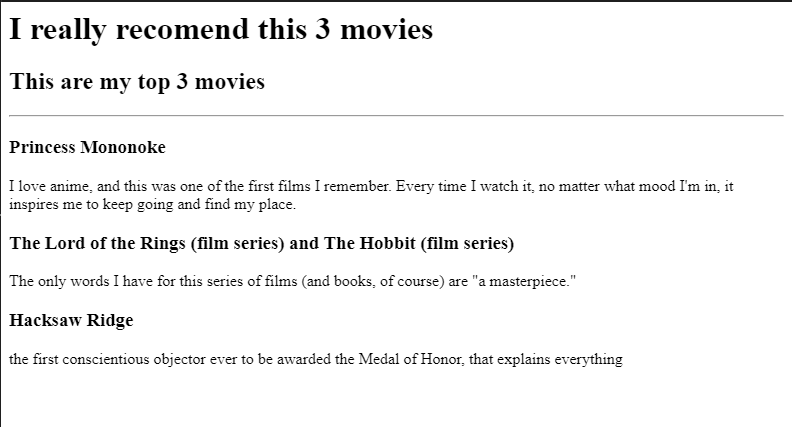 I really recomend this 3 movies
This are my top 3 movies
Princess Mononoke
I love anime, and this was one of the first films I remember. Every time I watch it, no matter what mood I'm in, it
inspires me to keep going and find my place.
The Lord of the Rings (film series) and The Hobbit (film series)
The only words I have for this series of films (and books, of course) are "a masterpiece."
Hacksaw Ridge
the first conscientious objector ever to be awarded the Medal of Honor, that explains everything